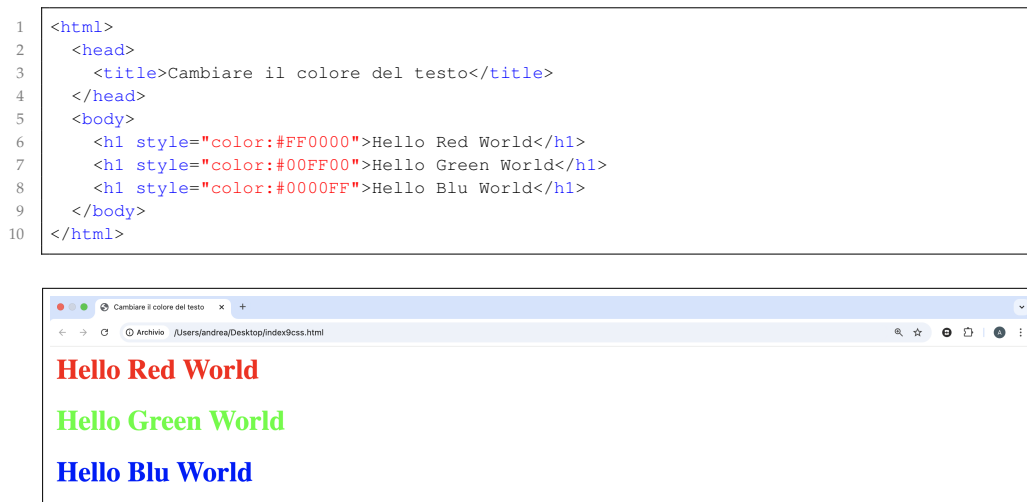 1 <html>
2   <head>
3     <title>Cambiare il colore del testo</title>
4   </head>
5   <body>
6     <h1 style="color:#FF0000">Hello Red World</h1>
7     <h1 style="color:#00FF00">Hello Green World</h1>
8     <h1 style="color:#0000FF">Hello Blu World</h1>
9   </body>
10 </html>
Cambiare il colore del testo
Archivio /Users/andrea/Desktop/index9css.html A
Hello Red World
Hello Green World
Hello Blu World